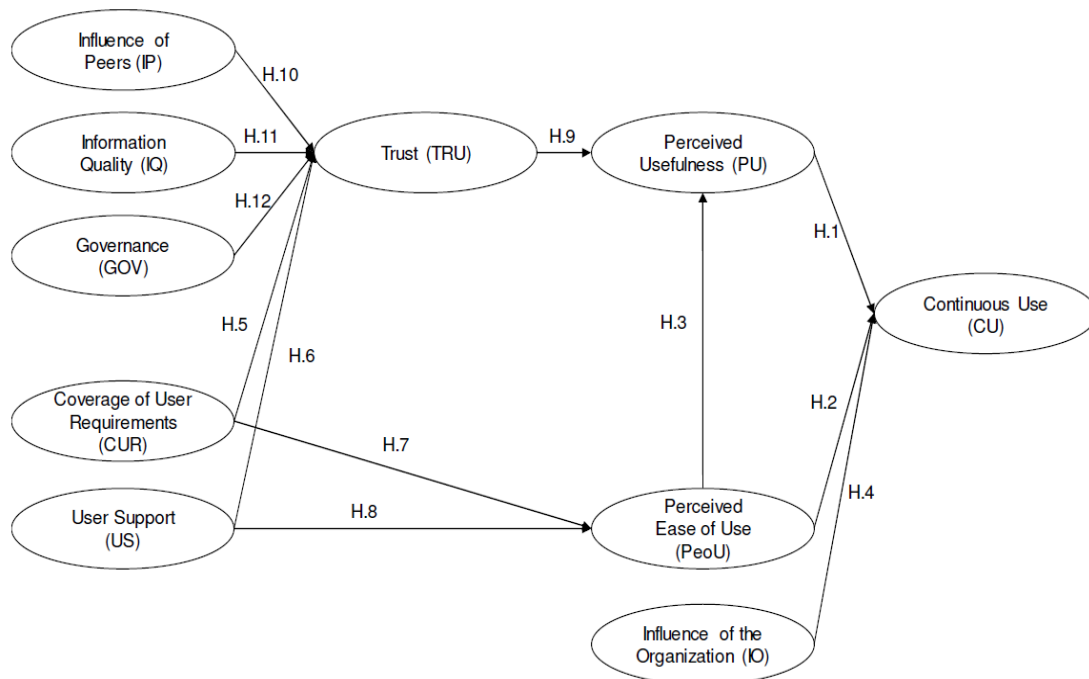 Influence of
Peers (IP)
H.10
Information
Quality (IQ)
H.11
Trust (TRU)
H.9
Perceived
Usefulness (PU)
H.12
Governance
(GOV)
H.1
Continuous Use
(CU)
H.5
H.3
H.6
Coverage of User
Requirements
(CUR)
H.2
H.7
H.4
User Support
(US)
H.8
Perceived
Ease of Use
(PeoU)
Influence of the
Organization (IO)